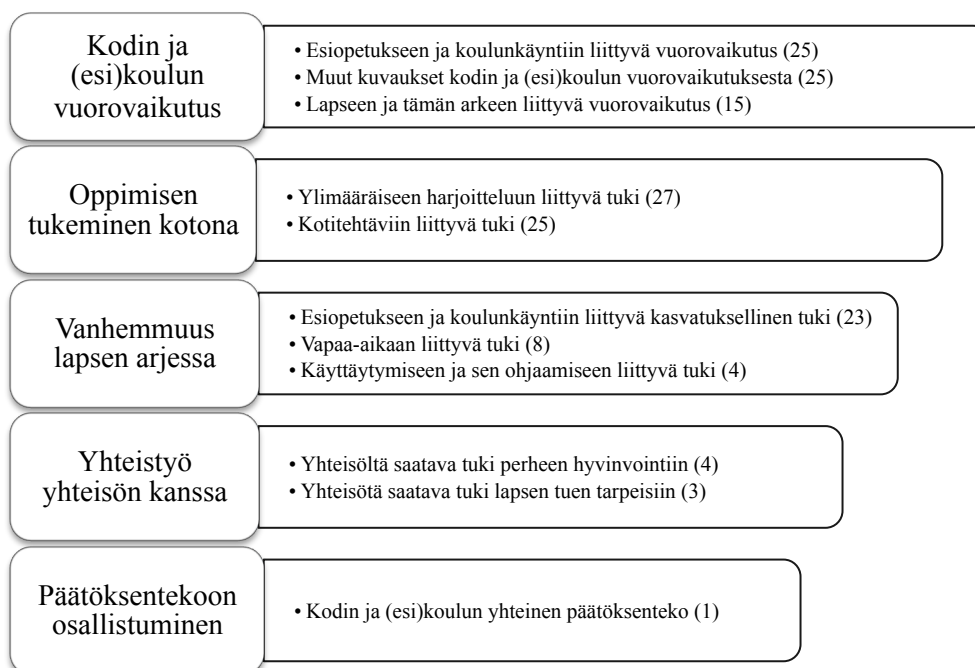 Kodin ja
(esi)koulun
vuorovaikutus
• Esiopetukseen ja koulunkäyntiin liittyvä vuorovaikutus (25)
• Muut kuvaukset kodin ja (esi)koulun vuorovaikutuksesta (25)
• Lapseen ja tämän arkeen liittyvä vuorovaikutus (15)
Oppimisen
tukeminen kotona
• Ylimääräiseen harjoitteluun liittyvä tuki (27)
• Kotitehtäviin liittyvä tuki (25)
Vanhemmuus
lapsen arjessa
• Esiopetukseen ja koulunkäyntiin liittyvä kasvatuksellinen tuki (23)
• Vapaa-aikaan liittyvä tuki (8)
• Käyttäytymiseen ja sen ohjaamiseen liittyvä tuki (4)
Yhteistyö
yhteisön kanssa
• Yhteisöltä saatava tuki perheen hyvinvointiin (4)
• Yhteisötä saatava tuki lapsen tuen tarpeisiin (3)
Päätöksentekoon
osallistuminen
• Kodin ja (esi)koulun yhteinen päätöksenteko (1)